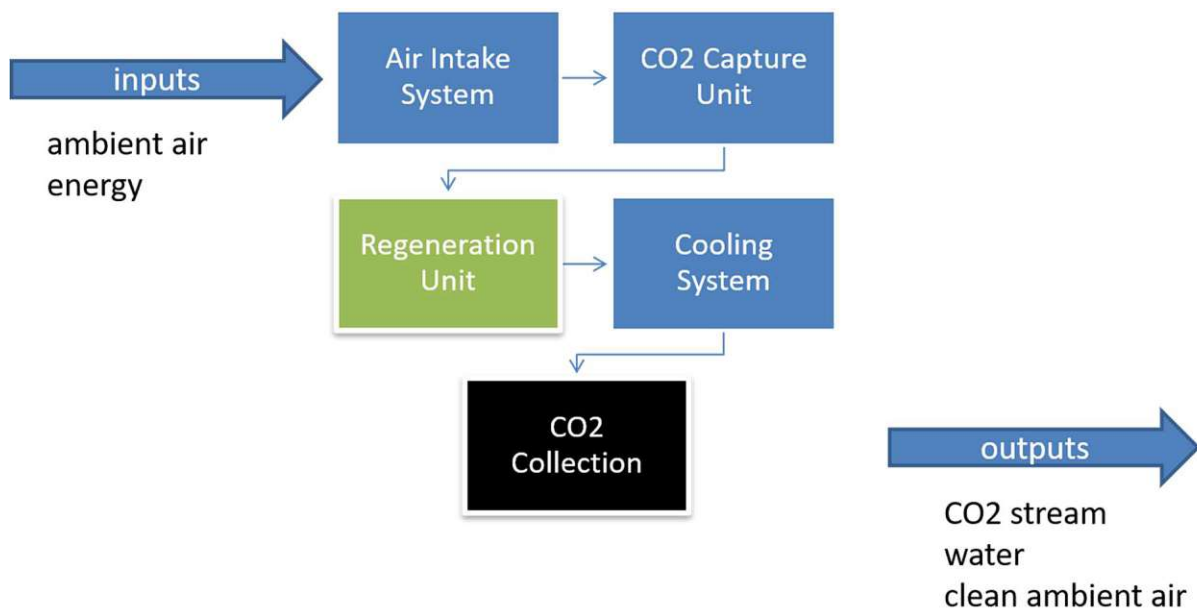 inputs
ambient air
energy
Air Intake
System
CO2 Capture
Unit
Regeneration
Unit
Cooling
System
CO2
Collection
outputs
CO2 stream
water
clean ambient air